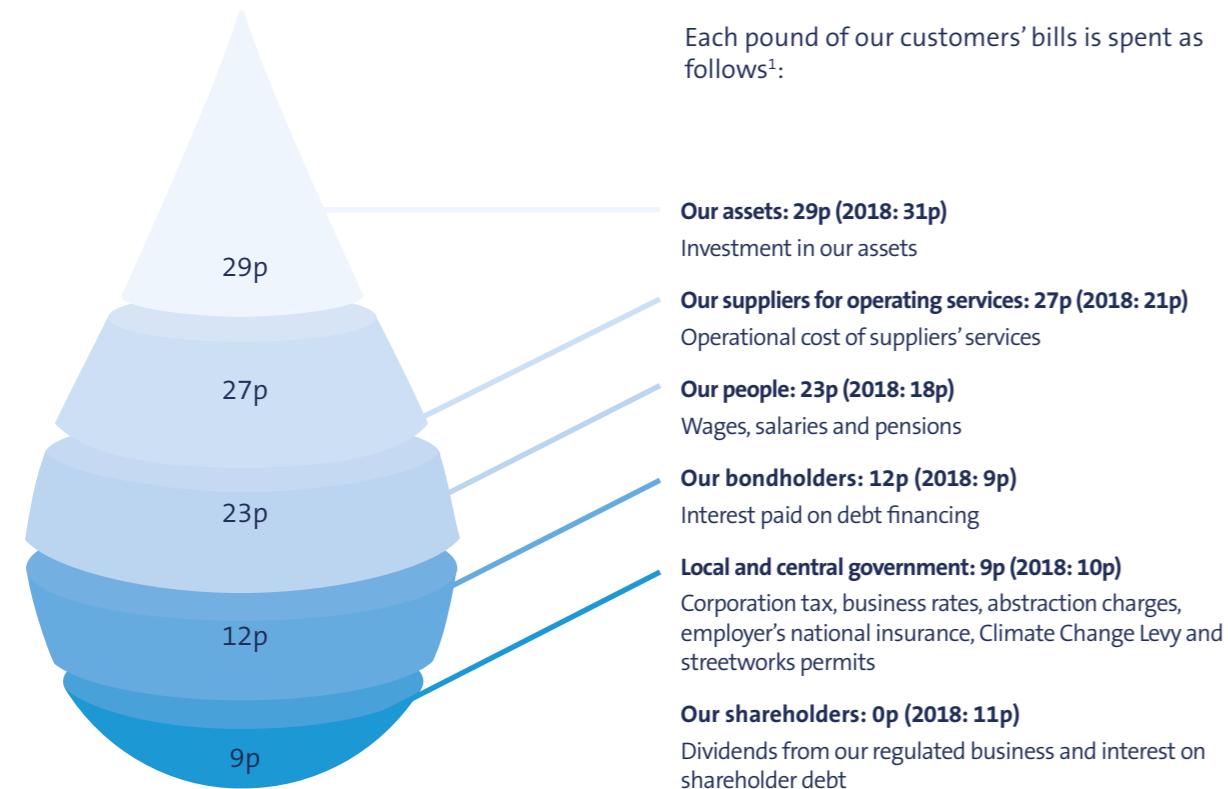 Each pound of our customers’ bills is spent as
follows¹:
29p
27p
23p
12p
9p
Our assets: 29p (2018: 31p)
Investment in our assets
Our suppliers for operating services: 27p (2018: 21p)
Operational cost of suppliers’ services
Our people: 23p (2018: 18p)
Wages, salaries and pensions
Our bondholders: 12p (2018: 9p)
Interest paid on debt financing
Local and central government: 9p (2018: 10p)
Corporation tax, business rates, abstraction charges,
employer’s national insurance, Climate Change Levy and
streetworks permits
Our shareholders: 0p (2018: 11p)
Dividends from our regulated business and interest on
shareholder debt